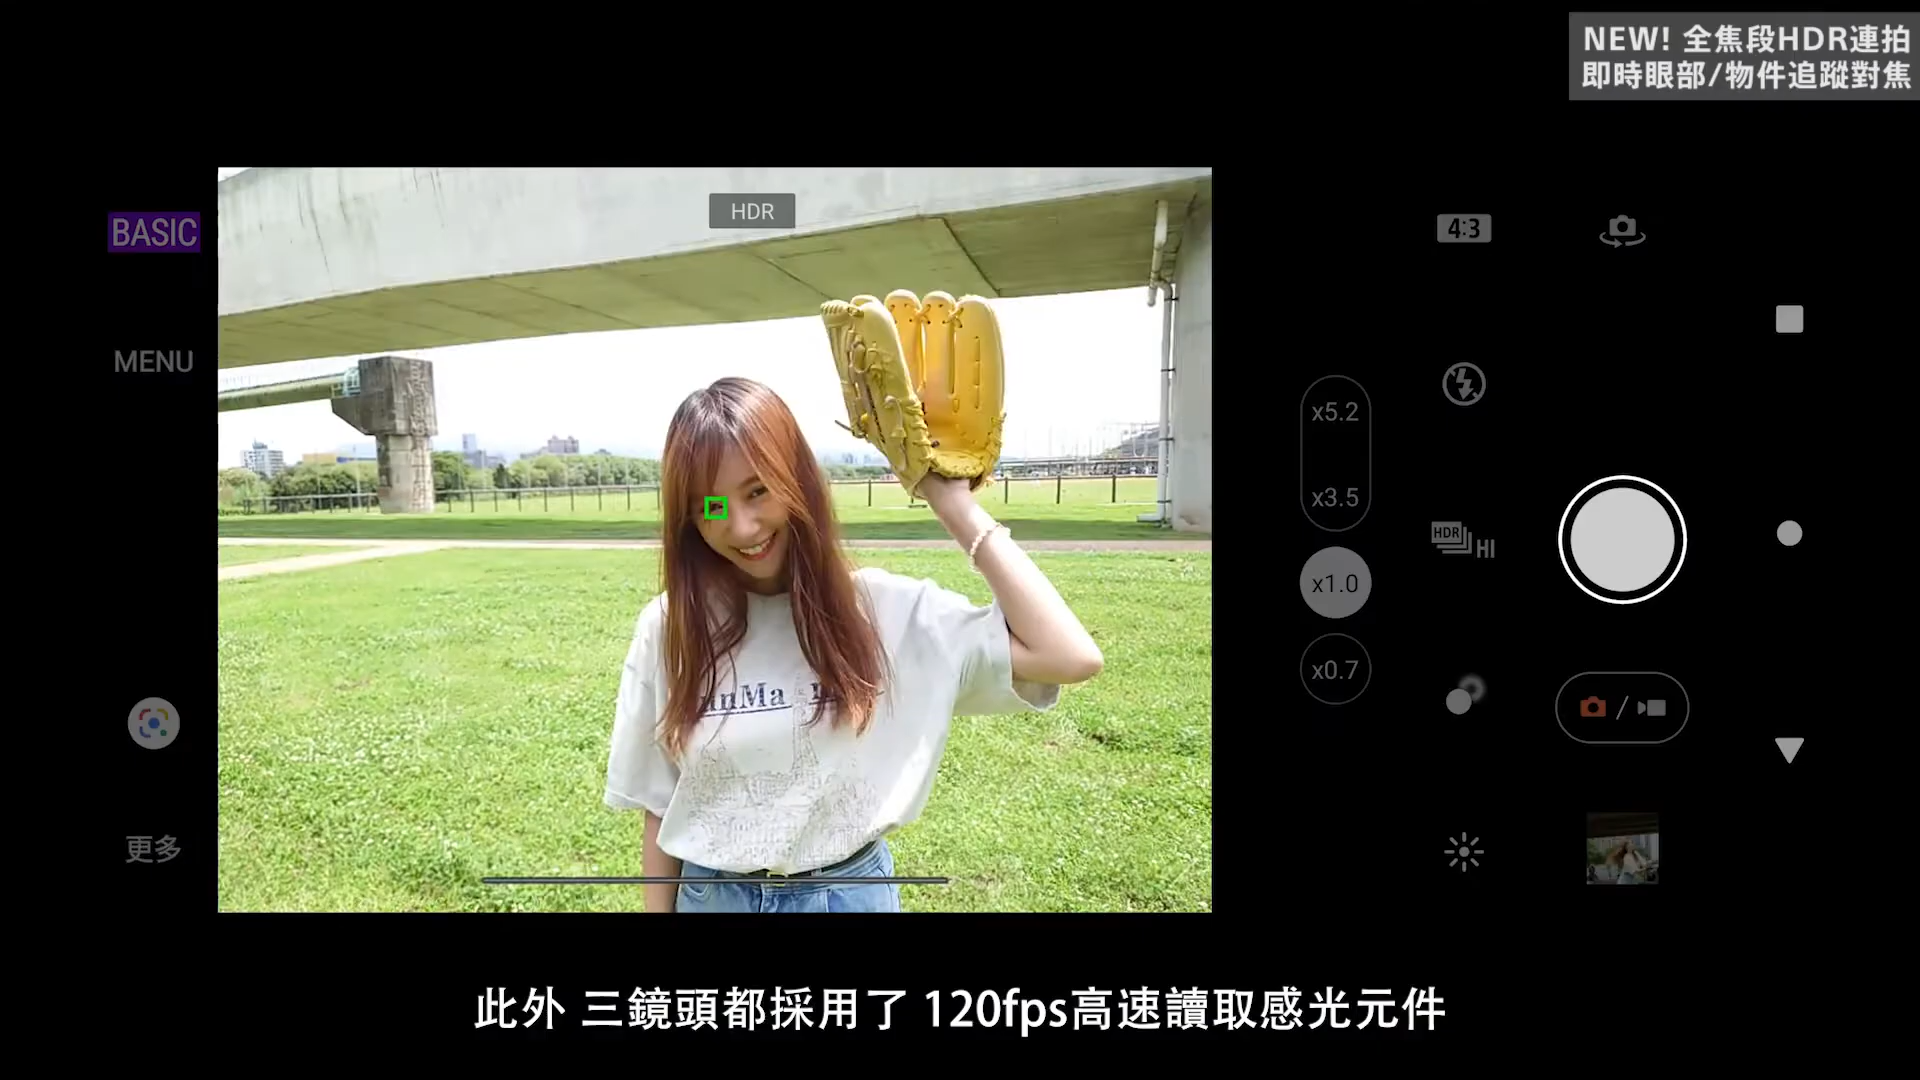 NEW! 全焦段HDR連拍
即時眼部/物件追蹤對焦
HDR
BASIC
MENU
更多
4:3
x5.2
x3.5
x1.0
x0.7
HDR
HI
/
此外 三鏡頭都採用了 120fps高速讀取感光元件